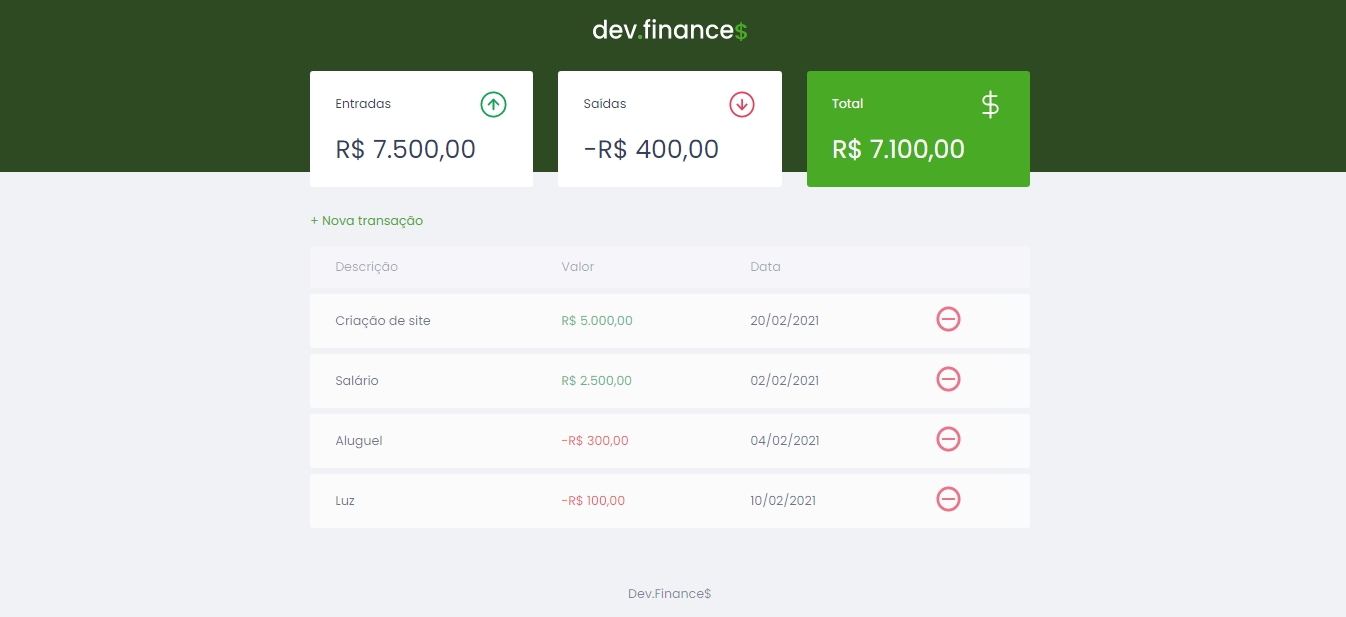 dev.finance$
Entradas
R$ 7.500,00
Saídas
-R$ 400,00
Total
$
R$ 7.100,00
+ Nova transação
Descrição Valor Data
Criação de site R$ 5.000,00 20/02/2021
Salário R$ 2.500,00 02/02/2021
Aluguel -R$ 300,00 04/02/2021
Luz -R$ 100,00 10/02/2021
Dev.Finance$